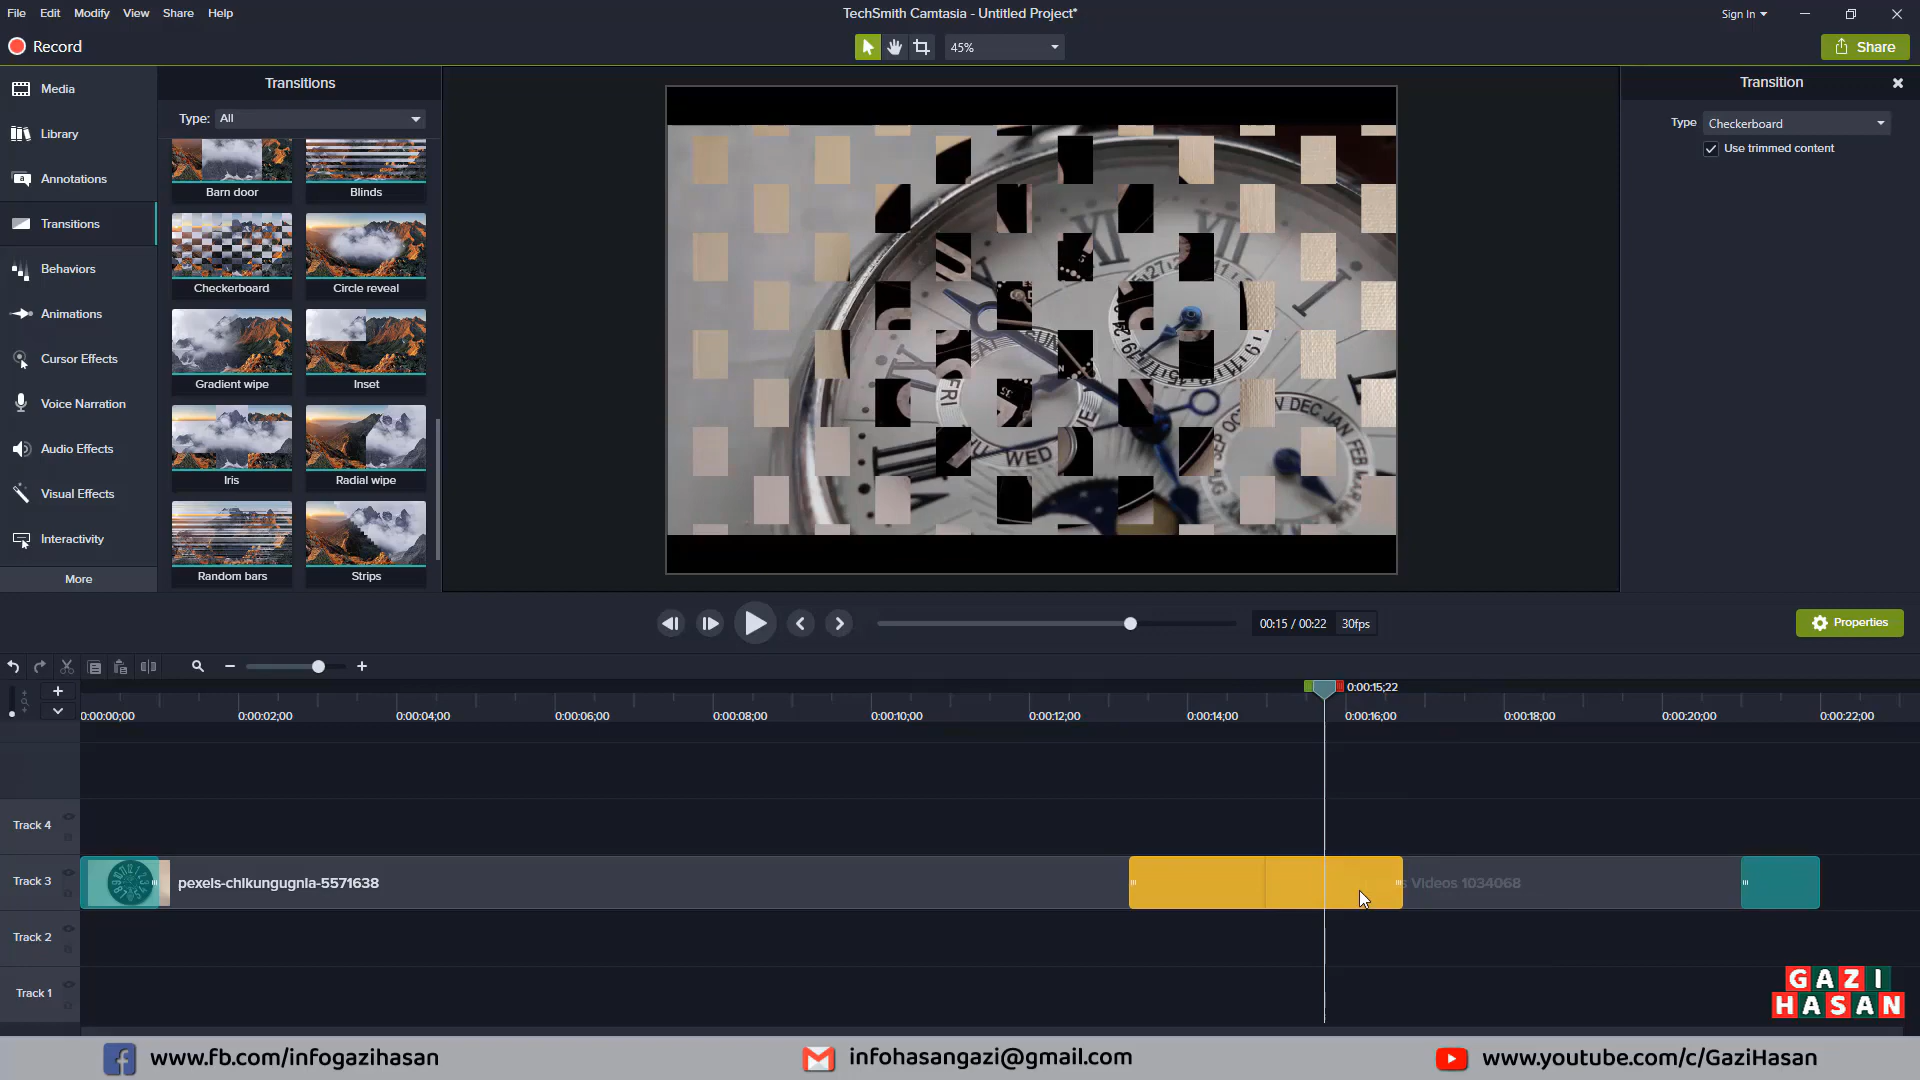 File Edit Modify View Share Help
TechSmith Camtasia - Untitled Project*
Sign In
Record
45%
Share
Media
Library
Annotations
Transitions
Behaviors
Animations
Cursor Effects
Voice Narration
Audio Effects
Visual Effects
Interactivity
More
Transitions
Type: All
Barn door Blinds
Checkerboard Circle reveal
Gradient wipe Inset
Iris Radial wipe
Random bars Strips
FRI
WED
SUN
Transition
Type Checkerboard
Use trimmed content
00:15 / 00:22 30fps
Properties
0:00:15;22
0:00:00;00 0:00:02;00 0:00:04;00 0:00:06;00 0:00:08;00 0:00:10;00 0:00:12;00 0:00:14;00 0:00:16;00 0:00:18;00 0:00:20;00 0:00:22;00
Track 4
Track 3
pexels-chikungugnia-5571638
Videos 1034068
Track 2
Track 1
GAZI
HASAN
www.fb.com/infogazihasan
infohasangazi@gmail.com
www.youtube.com/c/GaziHasan